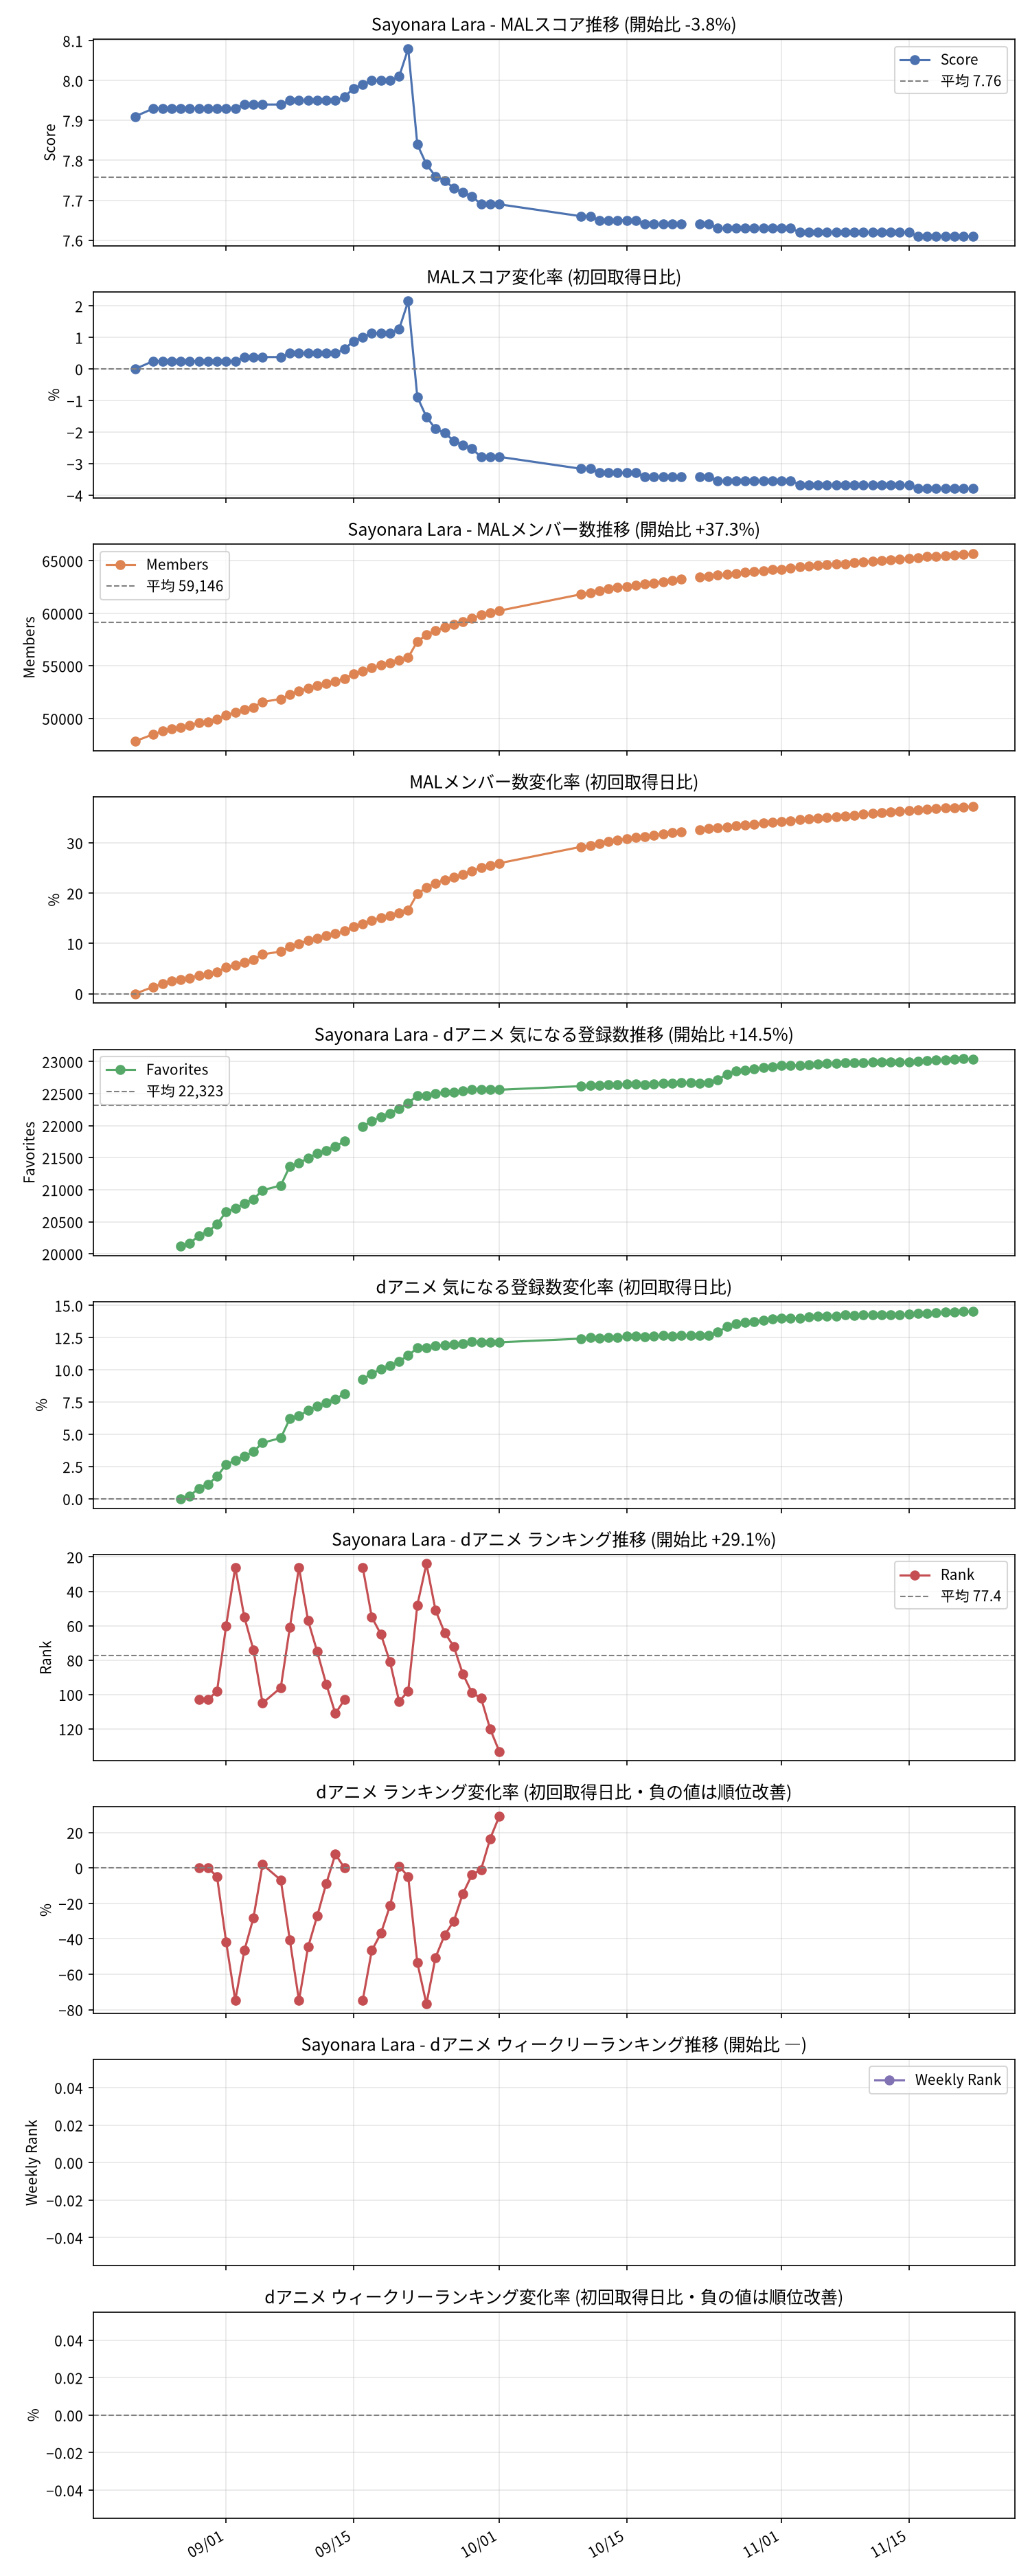 Sayonara Lara - MALスコア推移 (開始比 -3.8%)
8.1
8.0
7.9
7.8
7.7
7.6
Score
Score
平均 7.76
MALスコア変化率 (初回取得日比)
2
1
0
−1
−2
−3
−4
%
Sayonara Lara - MALメンバー数推移 (開始比 +37.3%)
65000
60000
55000
50000
Members
Members
平均 59,146
MALメンバー数変化率 (初回取得日比)
30
20
10
0
%
Sayonara Lara - dアニメ 気になる登録数推移 (開始比 +14.5%)
23000
22500
22000
21500
21000
20500
20000
Favorites
Favorites
平均 22,323
dアニメ 気になる登録数変化率 (初回取得日比)
15.0
12.5
10.0
7.5
5.0
2.5
0.0
%
Sayonara Lara - dアニメ ランキング推移 (開始比 +29.1%)
20
40
60
80
100
120
Rank
Rank
平均 77.4
dアニメ ランキング変化率 (初回取得日比・負の値は順位改善)
20
0
−20
−40
−60
−80
%
Sayonara Lara - dアニメ ウィークリーランキング推移 (開始比 —)
0.04
0.02
0.00
−0.02
−0.04
Weekly Rank
Weekly Rank
dアニメ ウィークリーランキング変化率 (初回取得日比・負の値は順位改善)
0.04
0.02
0.00
−0.02
−0.04
%
09/01
09/15
10/01
10/15
11/01
11/15